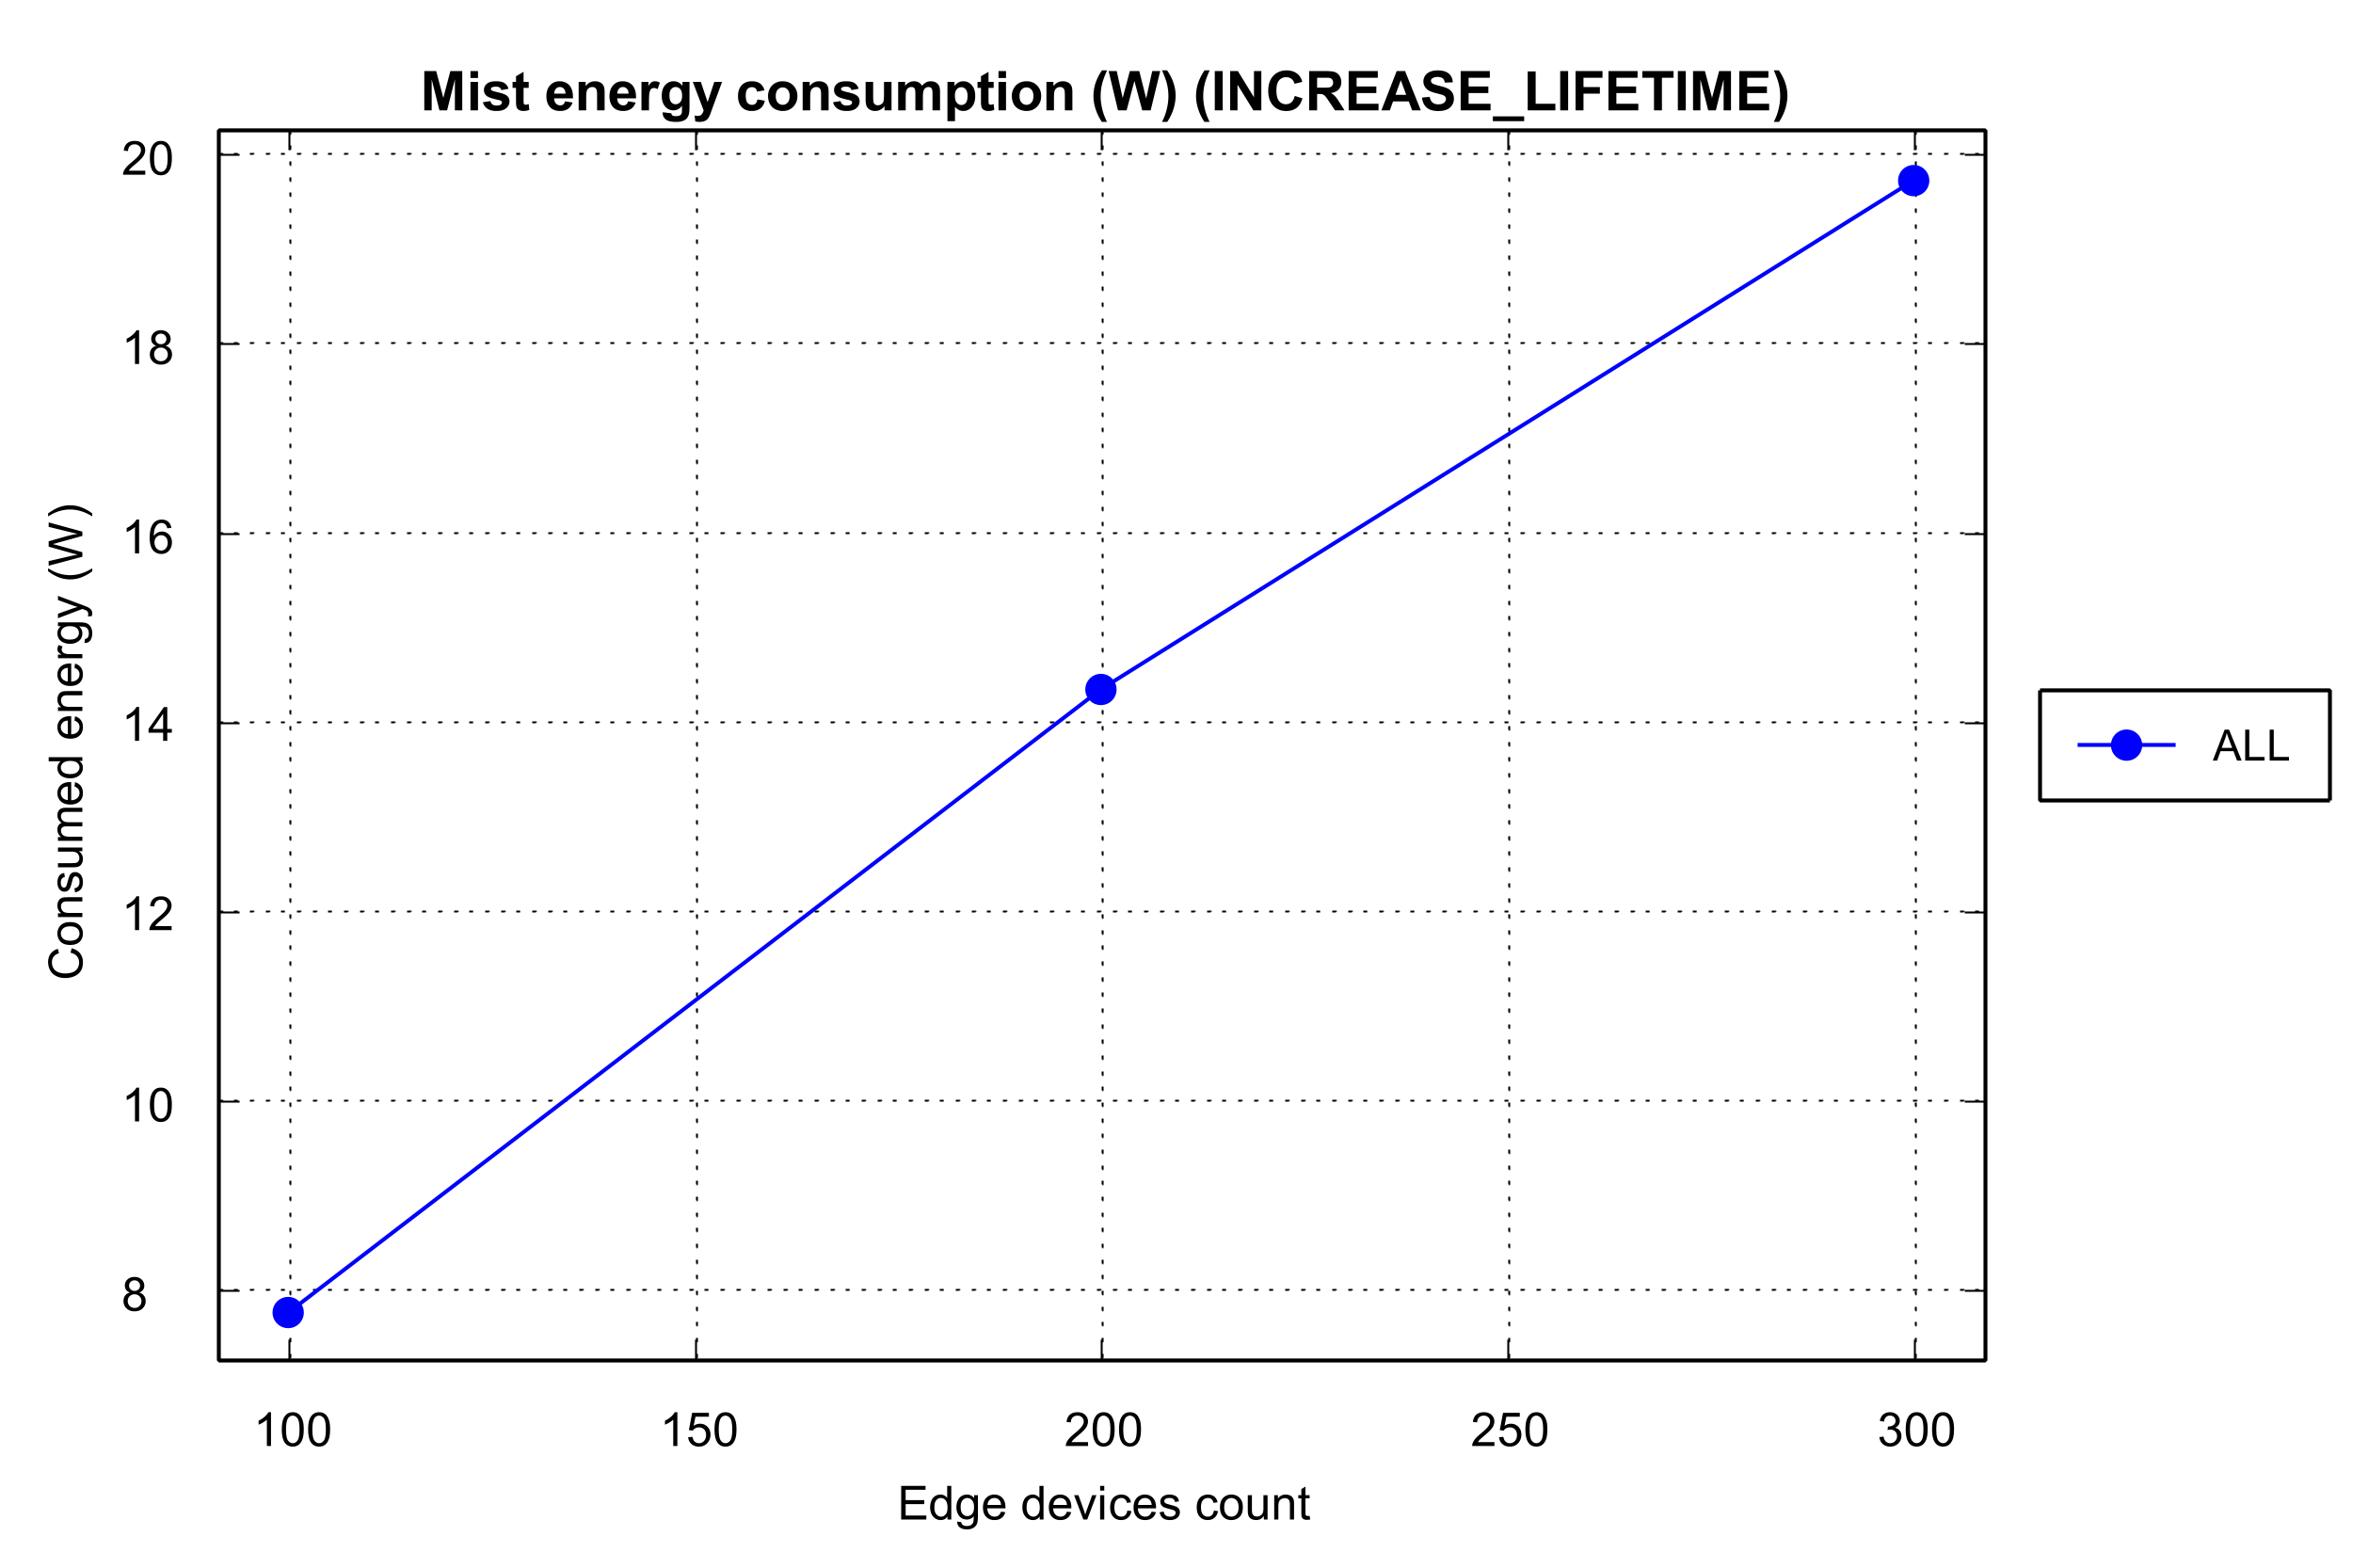 Mist energy consumption (W) (INCREASE_LIFETIME)
20
18
16
14
12
10
8
Consumed energy (W)
100 150 200 250 300
Edge devices count
ALL